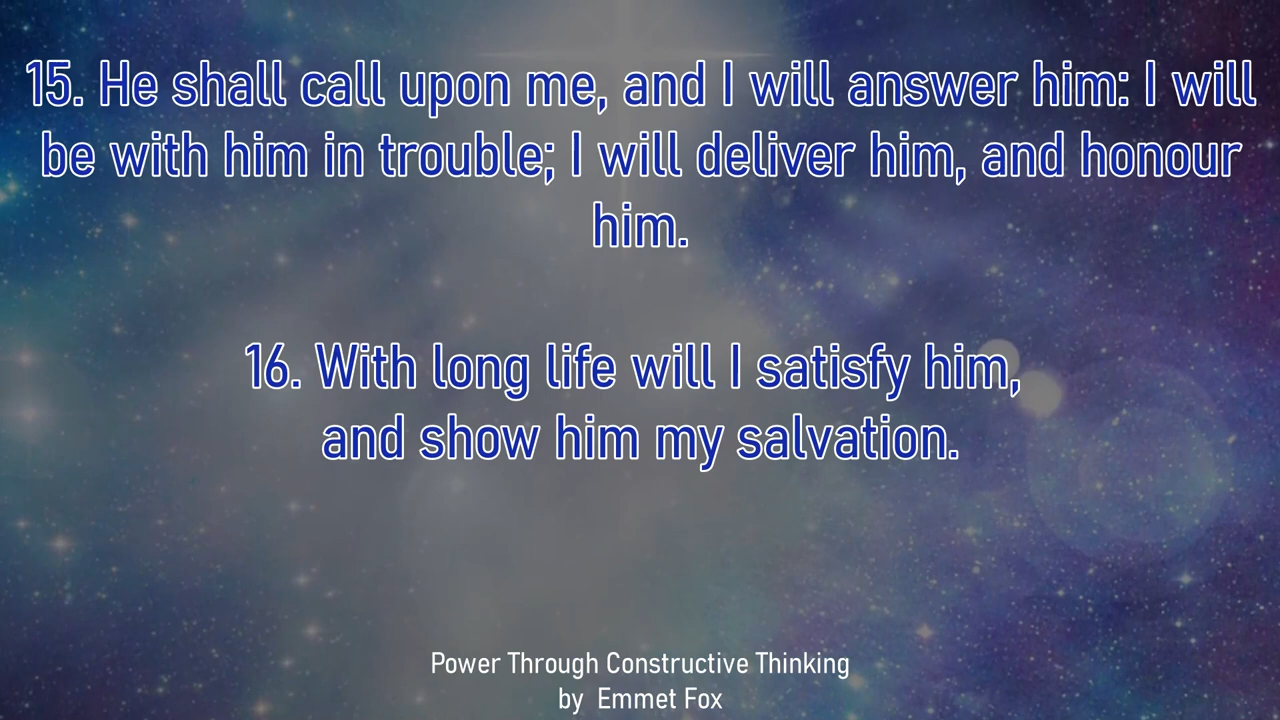 15. He shall call upon me, and I will answer him: I will
be with him in trouble; I will deliver him, and honour
him.
16. With long life will I satisfy him,
and show him my salvation.
Power Through Constructive Thinking
by  Emmet Fox